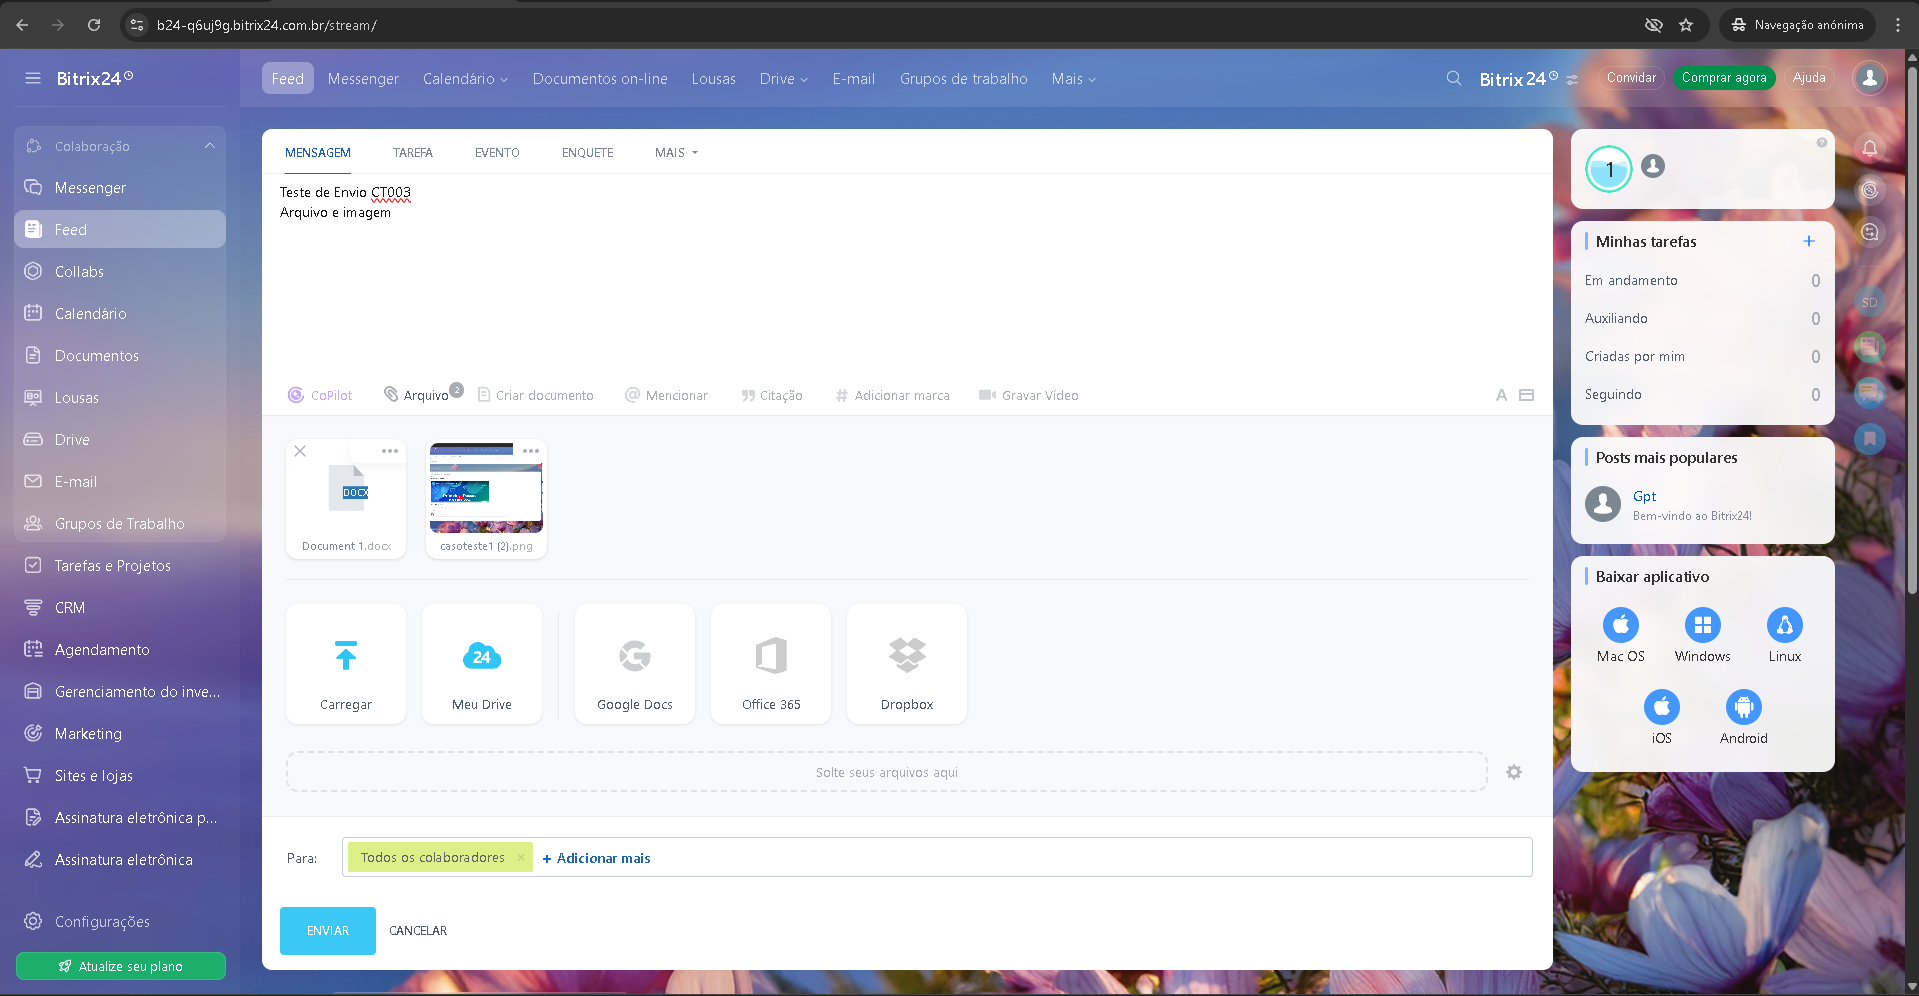 b24-q6uj9g.bitrix24.com.br/stream/
Navegação anónima
Bitrix24
Feed
Messenger
Calendário
Documentos on-line
Lousas
Drive
E-mail
Grupos de trabalho
Mais
Bitrix 24
Convidar
Comprar agora
Ajuda
Colaboração
Messenger
Feed
Collabs
Calendário
Documentos
Lousas
Drive
E-mail
Grupos de Trabalho
Tarefas e Projetos
CRM
Agendamento
Gerenciamento do inve...
Marketing
Sites e lojas
Assinatura eletrônica p...
Assinatura eletrônica
Configurações
Atualize seu plano
MENSAGEM
TAREFA
EVENTO
ENQUETE
MAIS
Teste de Envio CT003
Arquivo e imagem
CoPilot
Arquivo 2
Criar documento
Mencionar
Citação
Adicionar marca
Gravar Vídeo
A
DOCX
Document 1.docx
casoteste1 (2).png
Carregar
24
Meu Drive
Google Docs
Office 365
Dropbox
Solte seus arquivos aqui
Para:
Todos os colaboradores ×
+ Adicionar mais
ENVIAR
CANCELAR
1
?
Minhas tarefas
+
Em andamento 0
Auxiliando 0
Criadas por mim 0
Seguindo 0
Posts mais populares
Gpt
Bem-vindo ao Bitrix24!
Baixar aplicativo
Mac OS
Windows
Linux
iOS
Android
SD